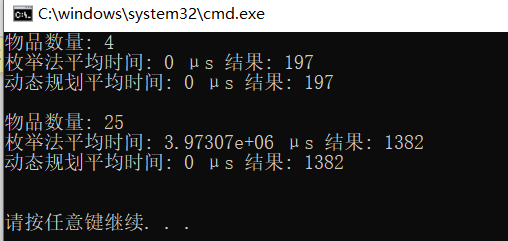 C:\windows\system32\cmd.exe
物品数量: 4
枚举法平均时间: 0 μs 结果: 197
动态规划平均时间: 0 μs 结果: 197
物品数量: 25
枚举法平均时间: 3.97307e+06 μs 结果: 1382
动态规划平均时间: 0 μs 结果: 1382
请按任意键继续. . .